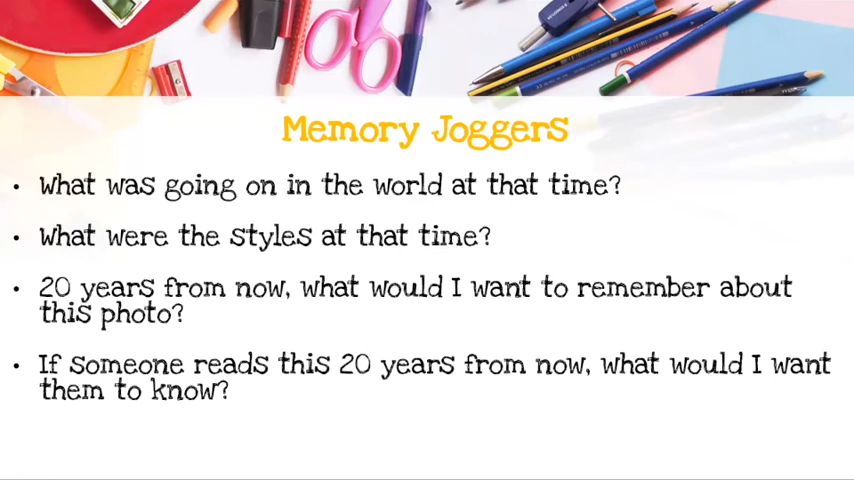 Memory Joggers
• What was going on in the world at that time?
• What were the styles at that time?
• 20 years from now, what would I want to remember about
this photo?
• If someone reads this 20 years from now, what would I want
them to know?